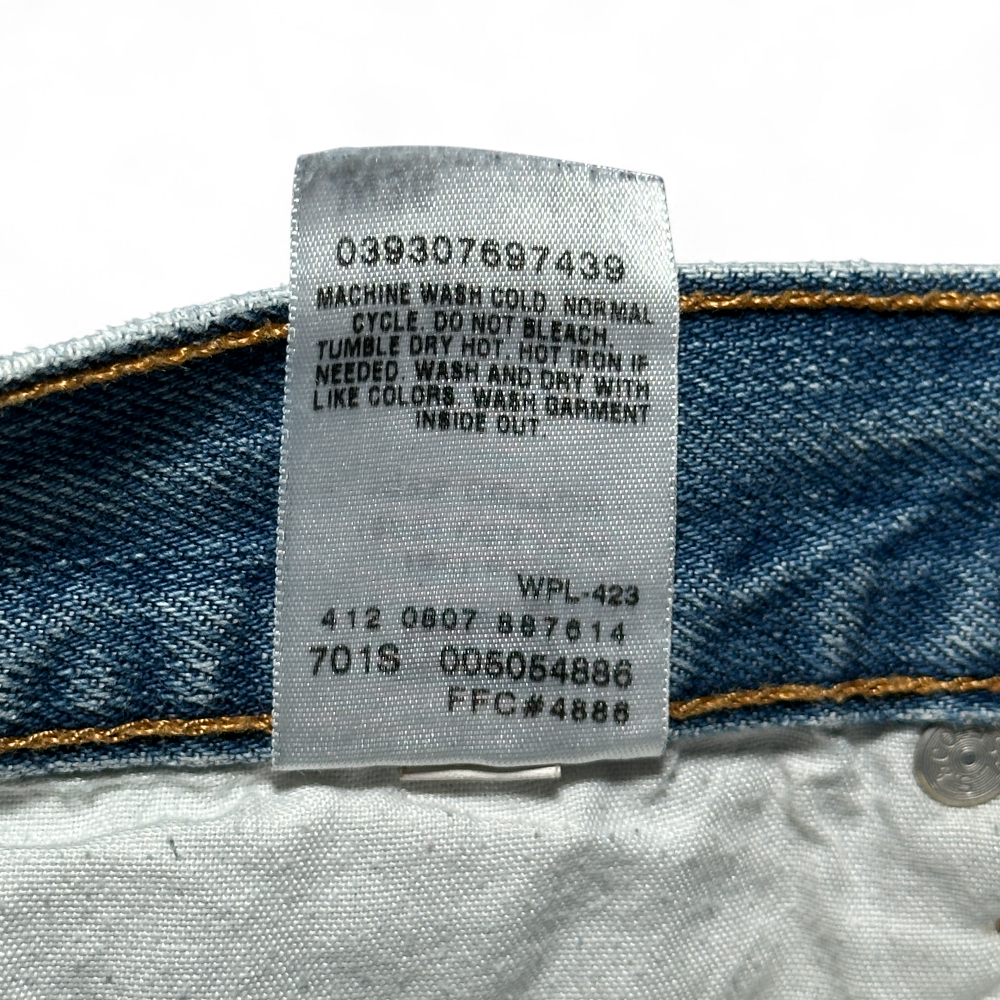 039307697439
MACHINE WASH COLD. NORMAL
CYCLE. DO NOT BLEACH.
TUMBLE DRY HOT. HOT IRON IF
NEEDED. WASH AND DRY WITH
LIKE COLORS. WASH GARMENT
INSIDE OUT.
WPL-423
412 0807 887614
701S 005054886
FFC#4886